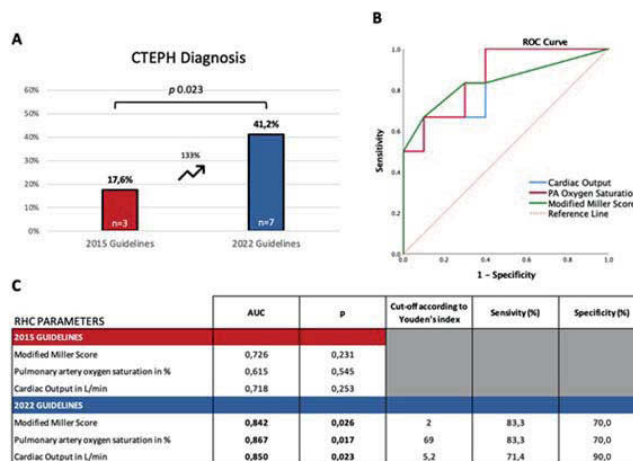 A
CTEPH Diagnosis
p 0.023
60%
50%
40%
30%
20%
10%
0%
17,6%
133%
41,2%
n=3
n=7
2015 Guidelines
2022 Guidelines
B
ROC Curve
Sensitivity
1.0
0.8
0.6
0.4
0.2
0.0
0.0 0.2 0.4 0.6 0.8 1.0
1 – Specificity
Cardiac Output
PA Oxygen Saturation
Modified Miller Score
Reference Line
C
RHC PARAMETERS AUC p Cut-off according to Youden's index Sensivity (%) Specificity (%)
2015 GUIDELINES
Modified Miller Score 0,726 0,231
Pulmonary artery oxygen saturation in % 0,615 0,545
Cardiac Output in L/min 0,718 0,253
2022 GUIDELINES
Modified Miller Score 0,842 0,026 2 83,3 70,0
Pulmonary artery oxygen saturation in % 0,867 0,017 69 83,3 70,0
Cardiac Output in L/min 0,850 0,023 5,2 71,4 90,0